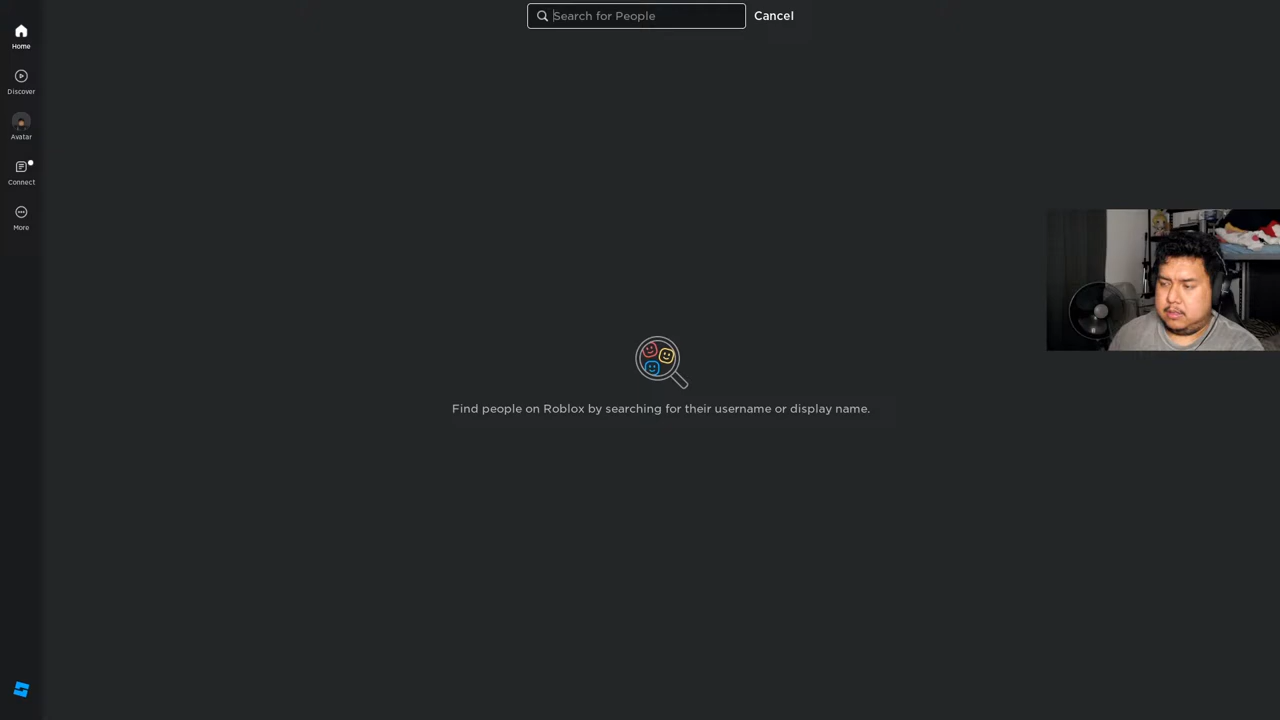 Search for People
Cancel
Home
Discover
Avatar
Connect
More
Find people on Roblox by searching for their username or display name.